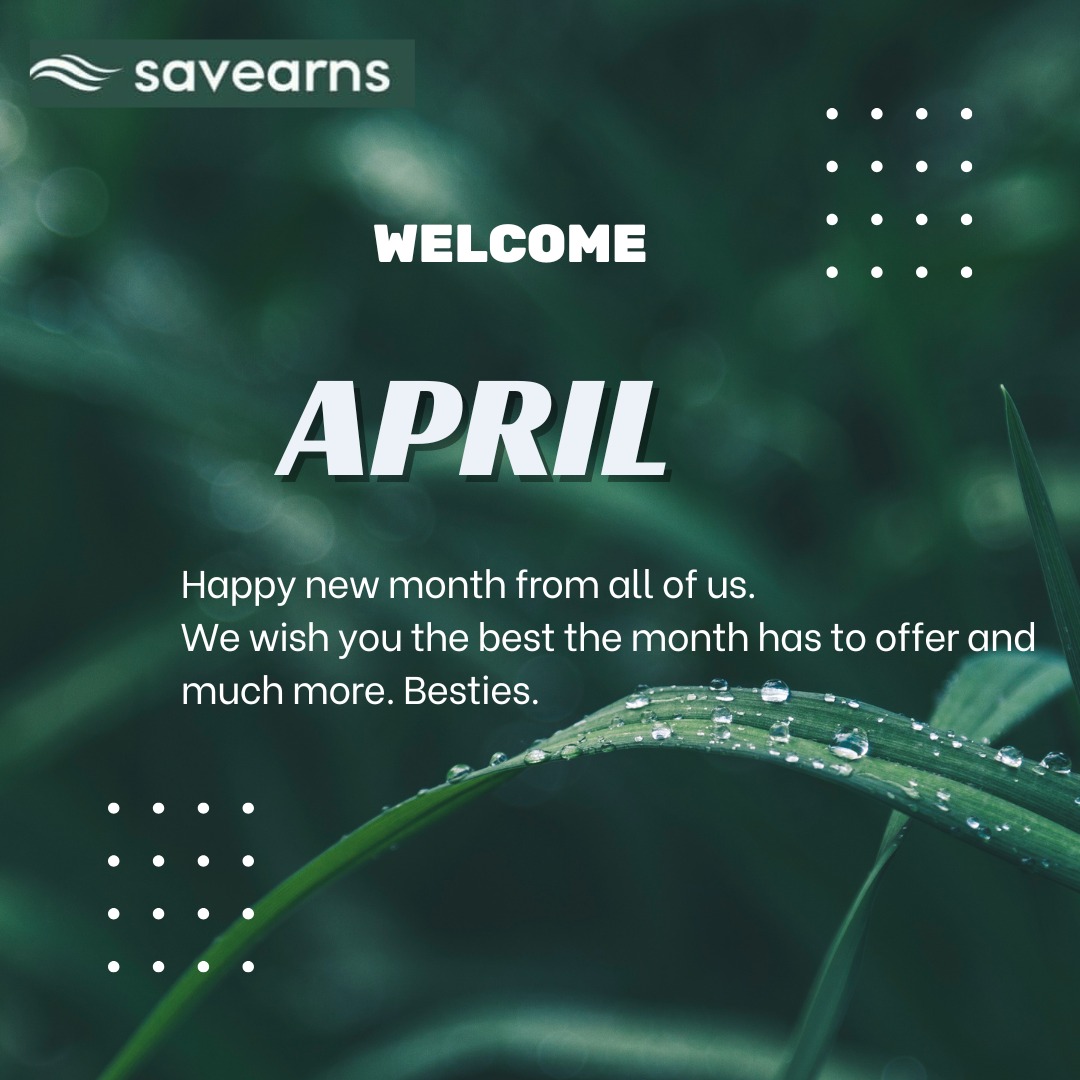 savearns
WELCOME
APRIL
Happy new month from all of us.
We wish you the best the month has to offer and
much more. Besties.